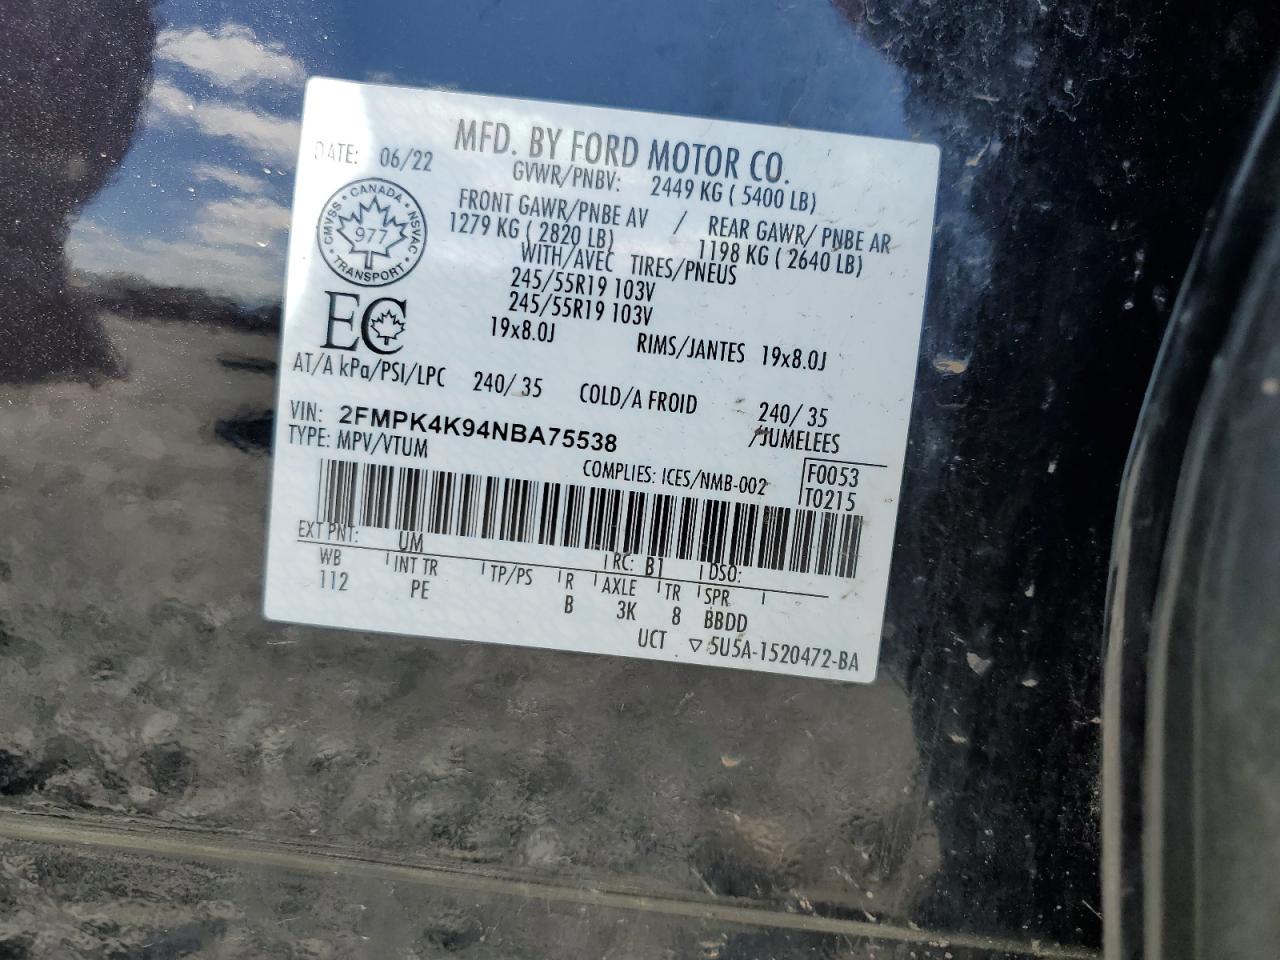 MFD. BY FORD MOTOR CO.
DATE: 06/22
GVWR/PNBV: 2449 KG ( 5400 LB)
FRONT GAWR/PNBE AV / REAR GAWR/ PNBE AR
1279 KG ( 2820 LB) 1198 KG ( 2640 LB)
WITH/AVEC TIRES/PNEUS
245/55R19 103V
245/55R19 103V
19x8.0J RIMS/JANTES 19x8.0J
CMVSS · CANADA · NSVAC
977
TRANSPORT
EC
AT/A kPa/PSI/LPC 240/ 35 COLD/A FROID 240/ 35
VIN: 2FMPK4K94NBA75538 /JUMELEES
TYPE: MPV/VTUM
COMPLIES: ICES/NMB-002
F0053
T0215
EXT PNT: UM RC: B1 DSO:
WB INT TR TP/PS R AXLE TR SPR
112 PE B 3K 8 BBDD
UCT ▽ 5U5A-1520472-BA